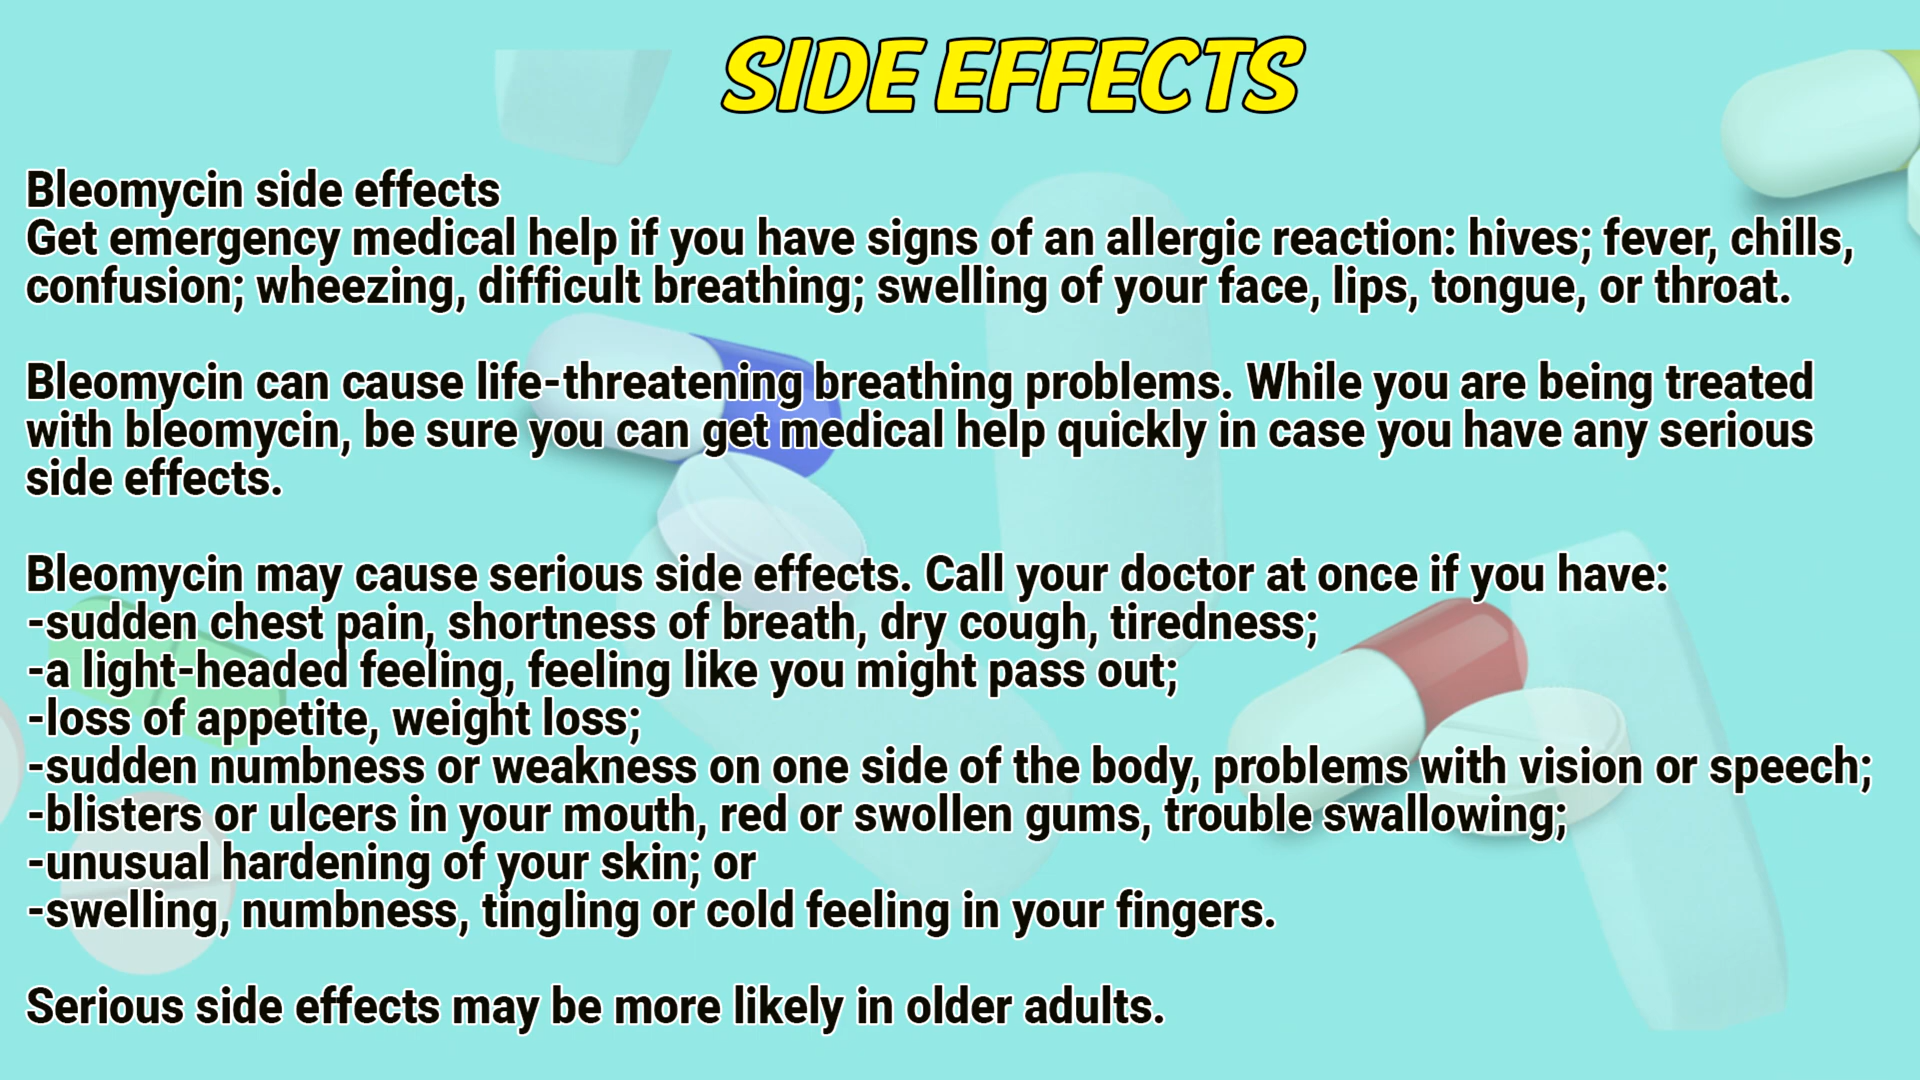 SIDE EFFECTS
Bleomycin side effects
Get emergency medical help if you have signs of an allergic reaction: hives; fever, chills,
confusion; wheezing, difficult breathing; swelling of your face, lips, tongue, or throat.
Bleomycin can cause life-threatening breathing problems. While you are being treated
with bleomycin, be sure you can get medical help quickly in case you have any serious
side effects.
Bleomycin may cause serious side effects. Call your doctor at once if you have:
-sudden chest pain, shortness of breath, dry cough, tiredness;
-a light-headed feeling, feeling like you might pass out;
-loss of appetite, weight loss;
-sudden numbness or weakness on one side of the body, problems with vision or speech;
-blisters or ulcers in your mouth, red or swollen gums, trouble swallowing;
-unusual hardening of your skin; or
-swelling, numbness, tingling or cold feeling in your fingers.
Serious side effects may be more likely in older adults.